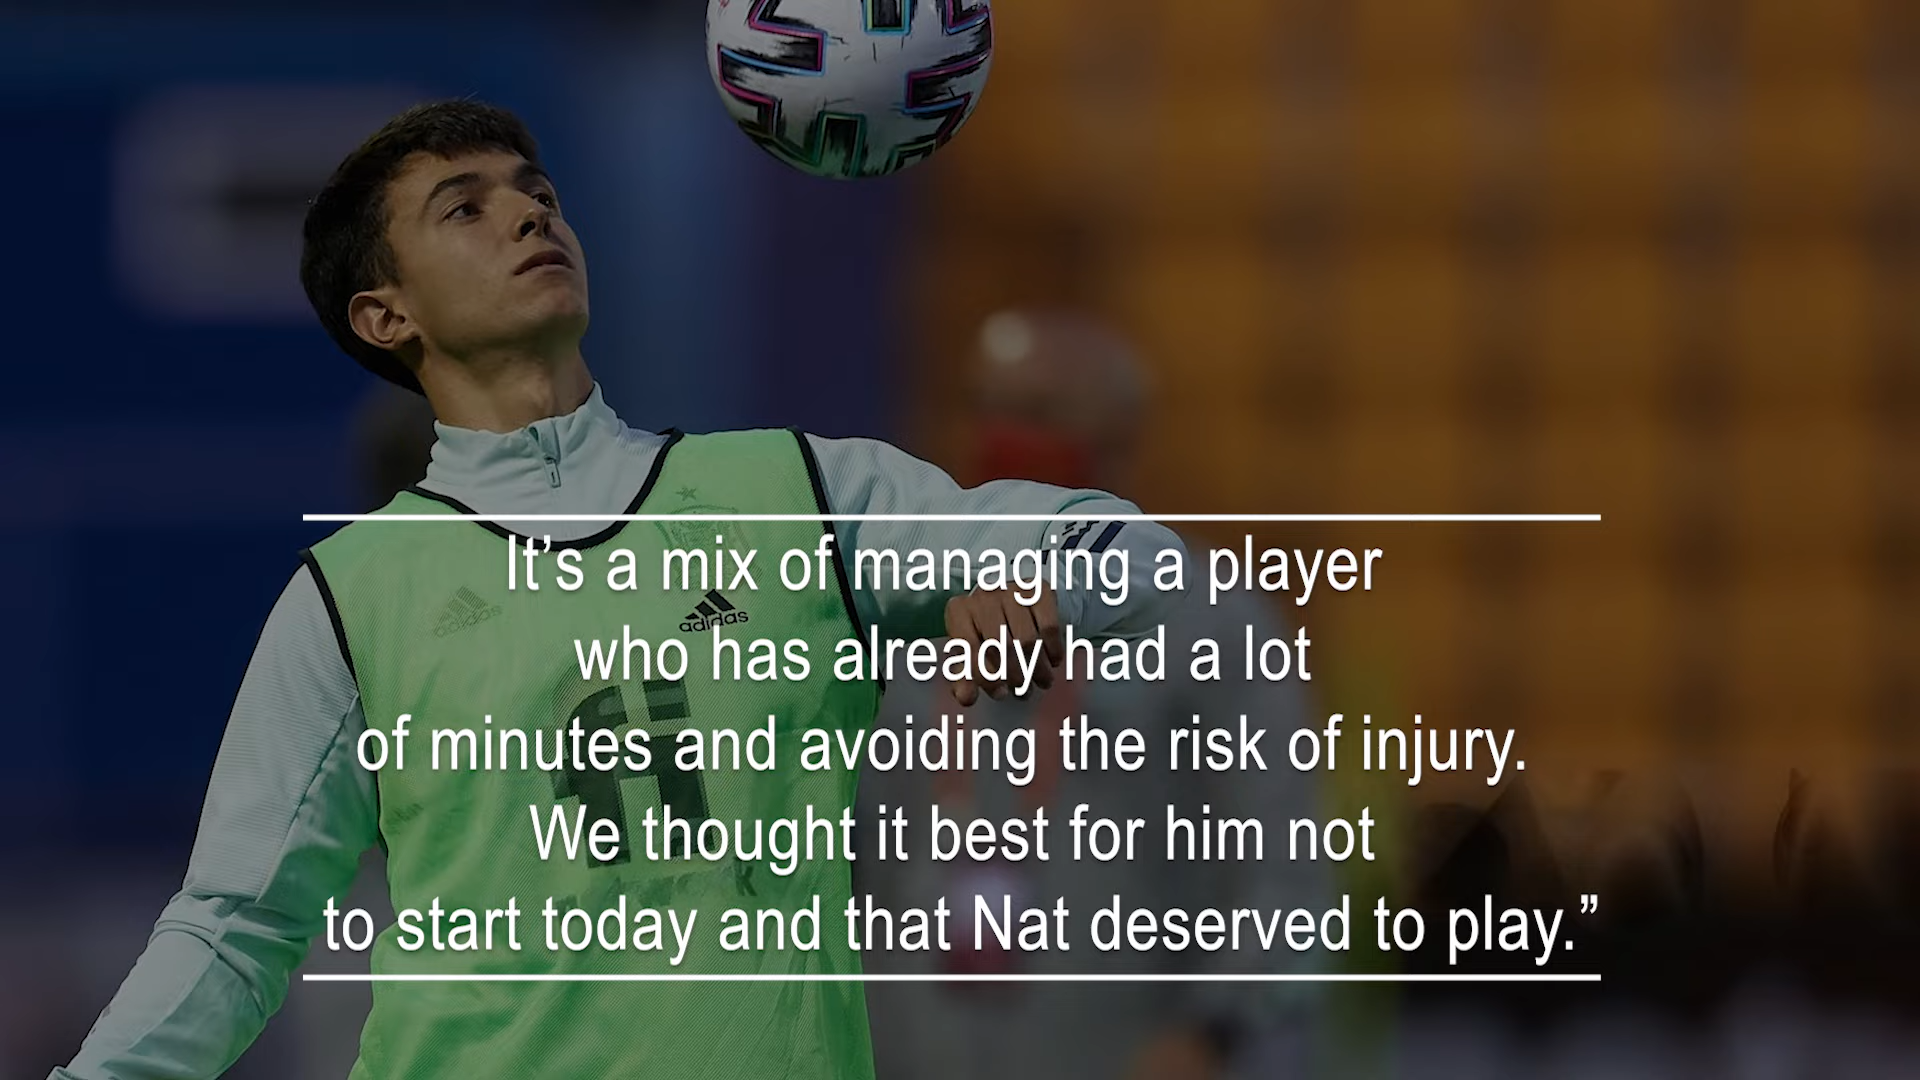 It’s a mix of managing a player
adidas
who has already had a lot
of minutes and avoiding the risk of injury.
We thought it best for him not
to start today and that Nat deserved to play.”